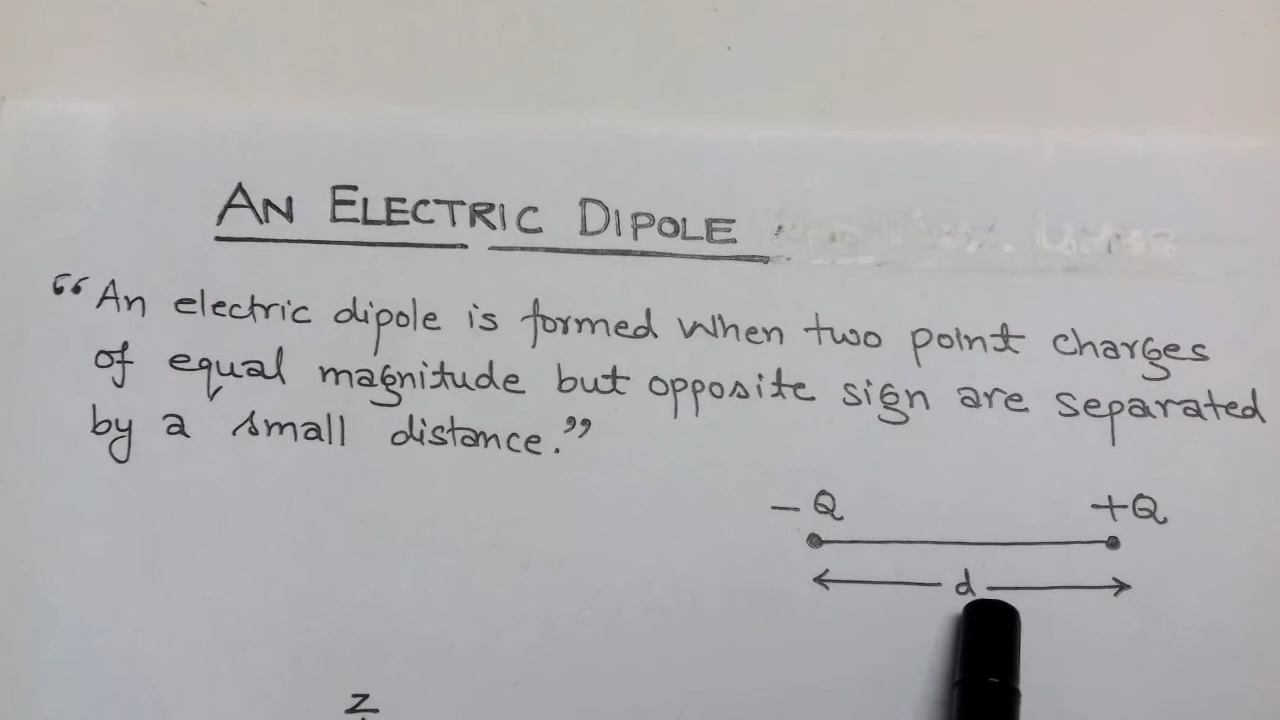 AN ELECTRIC DIPOLE
“An electric dipole is formed when two point charges
of equal magnitude but opposite sign are separated
by a small distance.”
– Q +Q
d
Z